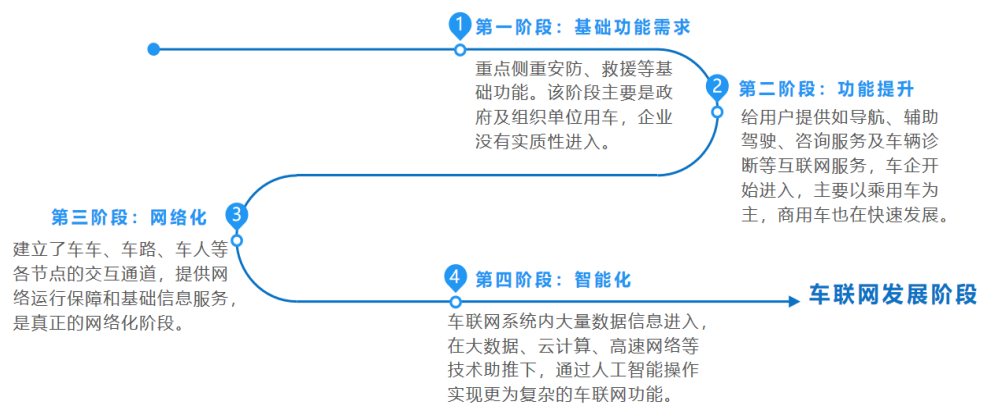 1 第一阶段：基础功能需求
重点侧重安防、救援等基
础功能。该阶段主要是政
府及组织单位用车，企业
没有实质性进入。
2 第二阶段：功能提升
给用户提供如导航、辅助
驾驶、咨询服务及车辆诊
断等互联网服务，车企开
始进入，主要以乘用车为
主，商用车也在快速发展。
3
第三阶段：网络化
建立了车车、车路、车人等
各节点的交互通道，提供网
络运行保障和基础信息服务，
是真正的网络化阶段。
4 第四阶段：智能化
车联网系统内大量数据信息进入，
在大数据、云计算、高速网络等
技术助推下，通过人工智能操作
实现更为复杂的车联网功能。
车联网发展阶段